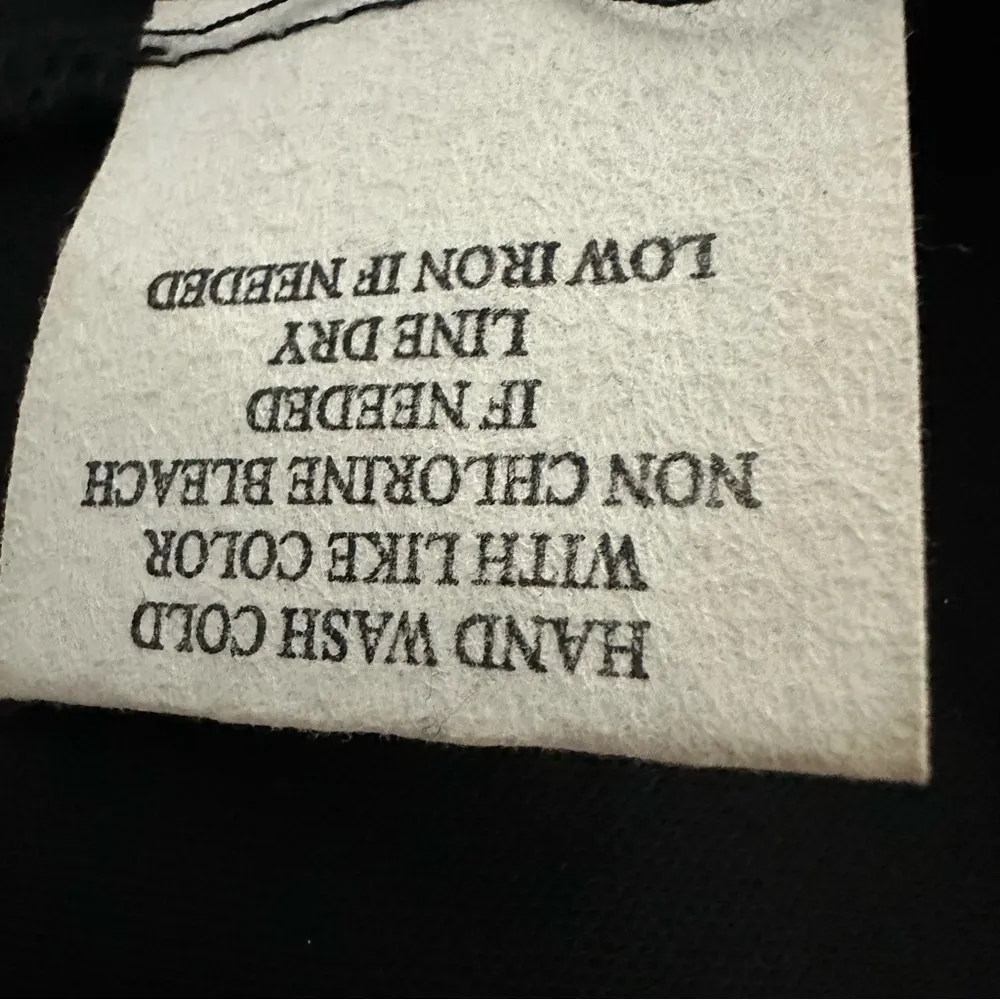 HAND WASH COLD
WITH LIKE COLOR
NON CHLORINE BLEACH
IF NEEDED
LINE DRY
LOW IRON IF NEEDED